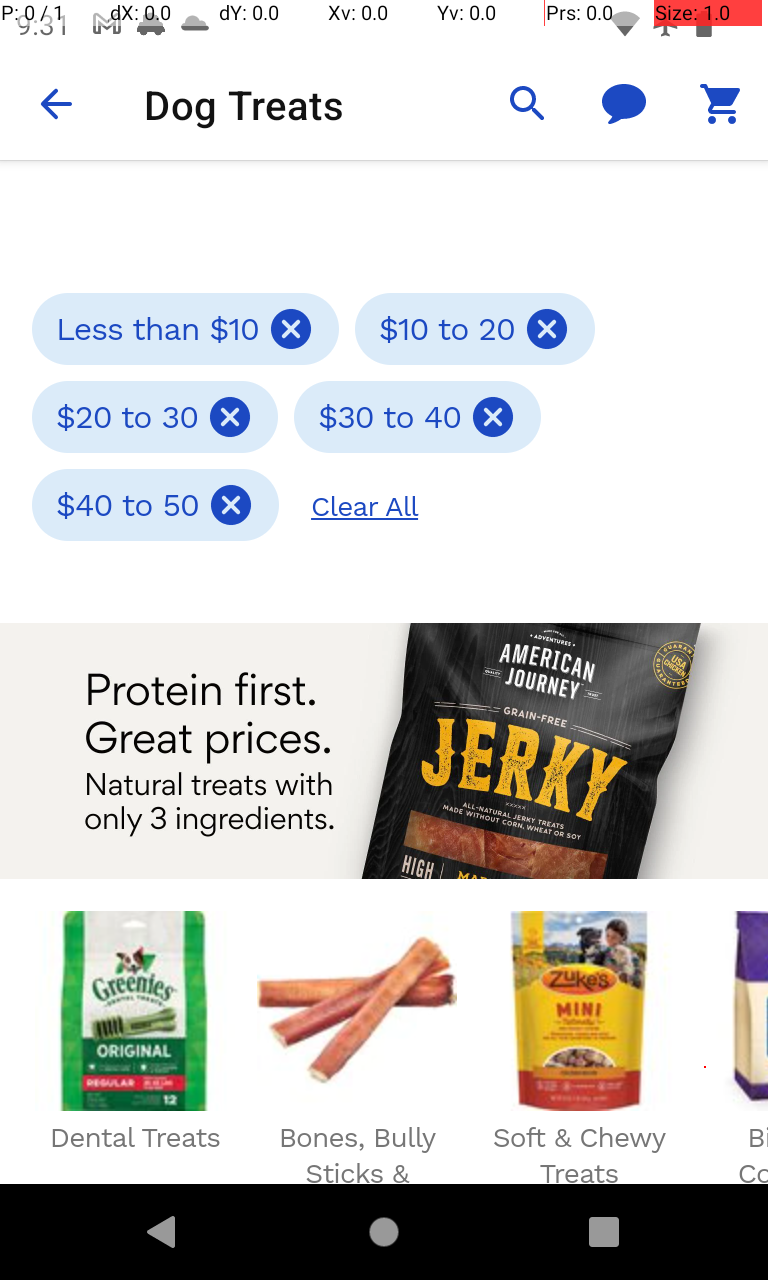 P: 0 / 1 dX: 0.0 dY: 0.0 Xv: 0.0 Yv: 0.0 Prs: 0.0 Size: 1.0
9:31
Dog Treats
Less than $10
$10 to 20
$20 to 30
$30 to 40
$40 to 50
Clear All
Protein first.
Great prices.
Natural treats with
only 3 ingredients.
• ADVENTURES •
AMERICAN
JOURNEY
GRAIN-FREE
JERKY
XXXXX
ALL-NATURAL JERKY TREATS
MADE WITHOUT CORN, WHEAT OR SOY
HIGH
USA
CHICKEN
Greenies
DENTAL TREATS
ORIGINAL
REGULAR
12
Zuke's
MINI
Naturals
Dental Treats
Bones, Bully
Sticks &
Soft & Chewy
Treats
Bi
Co